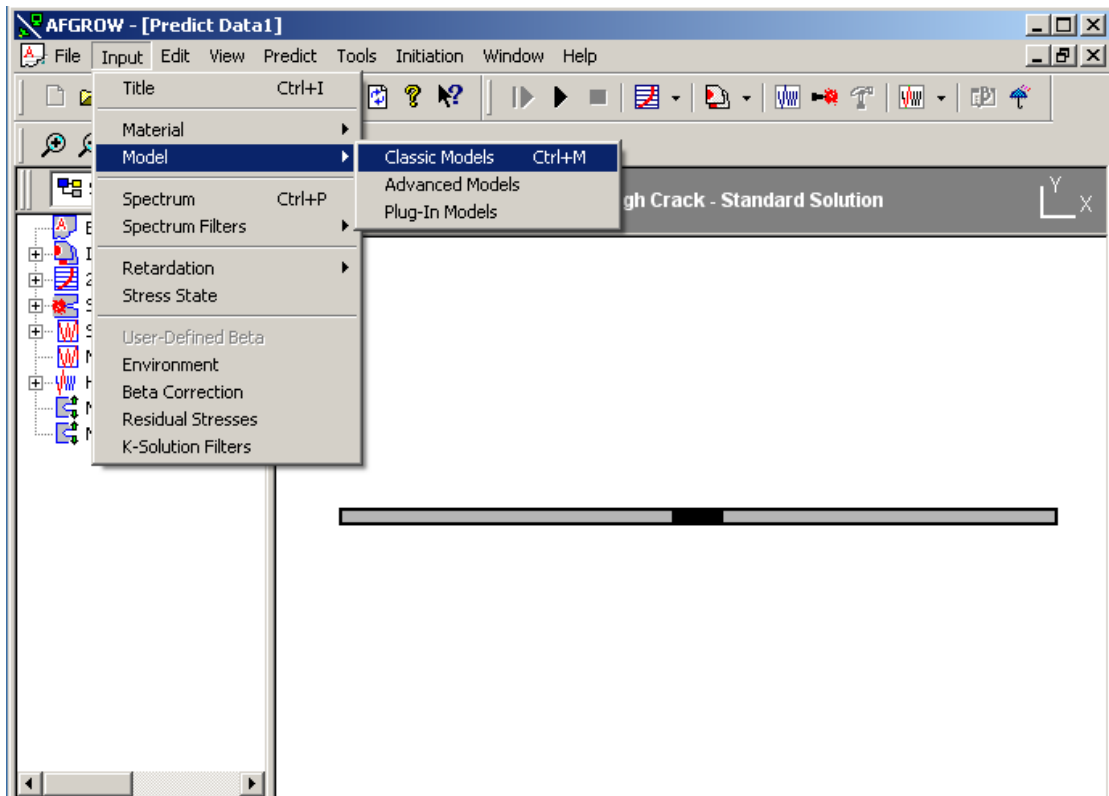 AFGROW - [Predict Data1]
File Input Edit View Predict Tools Initiation Window Help
Title Ctrl+I
Material
Model
Classic Models Ctrl+M
Advanced Models
Plug-In Models
gh Crack - Standard Solution
Y
X
Spectrum Ctrl+P
Spectrum Filters
Retardation
Stress State
User-Defined Beta
Environment
Beta Correction
Residual Stresses
K-Solution Filters